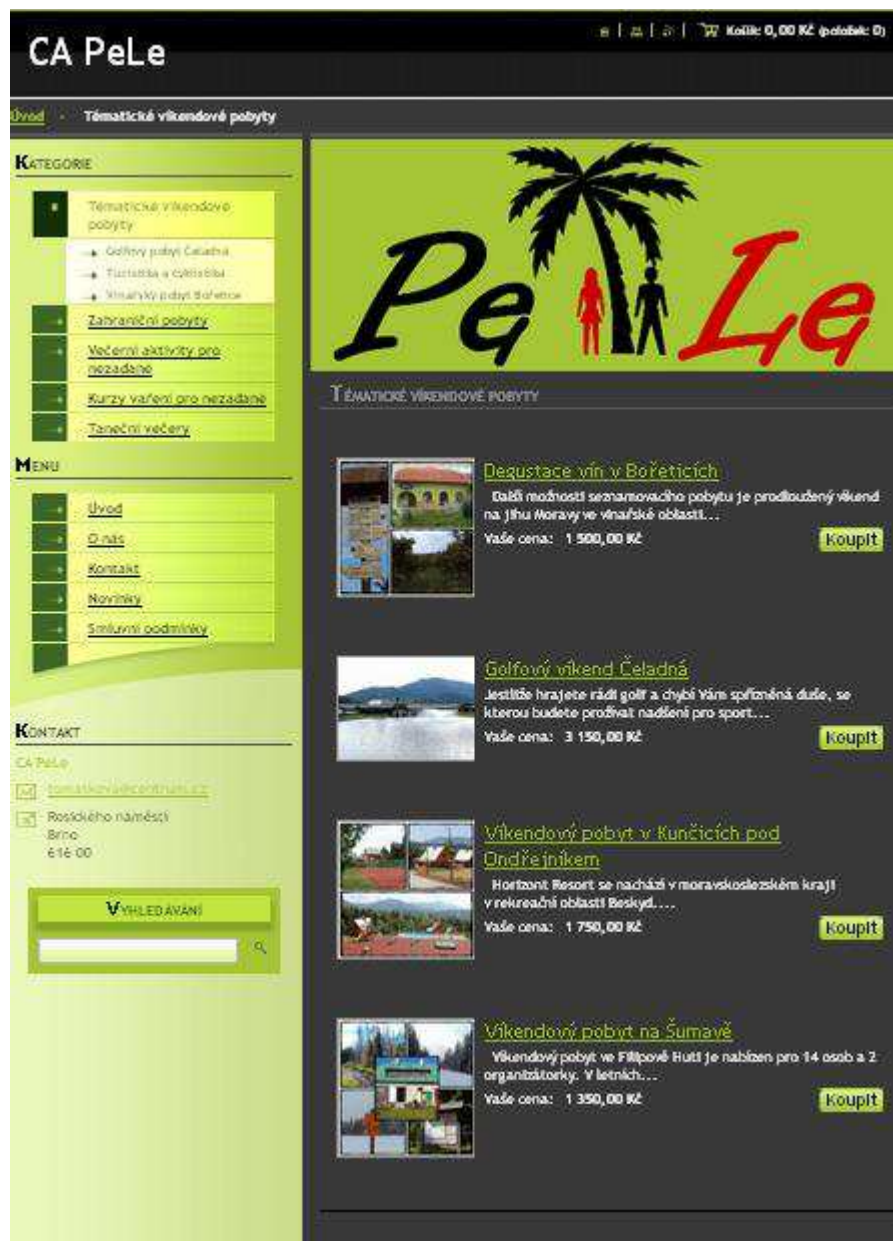 CA PeLe
Košík: 0,00 Kč (položek: 0)
Úvod - Tématické víkendové pobyty
KATEGORIE
Tématické víkendové
pobyty
Golfový pobyt Čeladná
Turistika a cyklistika
Vinařský pobyt Bořetice
Zahraniční pobyty
Večerní aktivity pro
nezadané
Kurzy vaření pro nezadané
Taneční večery
MENU
Úvod
O nás
Kontakt
Novinky
Smluvní podmínky
KONTAKT
CA PeLe
Rosického náměstí
Brno
616 00
VYHLEDÁVÁNÍ
PeLe
TÉMATICKÉ VÍKENDOVÉ POBYTY
Degustace vín v Bořeticích
Další možností seznamovacího pobytu je prodloužený víkend
na jihu Moravy ve vinařské oblasti...
Vaše cena: 1 500,00 Kč
Koupit
Golfový víkend Čeladná
Jestliže hrajete rádi golf a chybí Vám spřízněná duše, se
kterou budete prožívat nadšení pro sport...
Vaše cena: 3 150,00 Kč
Koupit
Víkendový pobyt v Kunčicích pod
Ondřejníkem
Horizont Resort se nachází v moravskoslezském kraji
v rekreační oblasti Beskyd....
Vaše cena: 1 750,00 Kč
Koupit
Víkendový pobyt na Šumavě
Víkendový pobyt ve Filipově Huti je nabízen pro 14 osob a 2
organizátorky. V letních...
Vaše cena: 1 350,00 Kč
Koupit